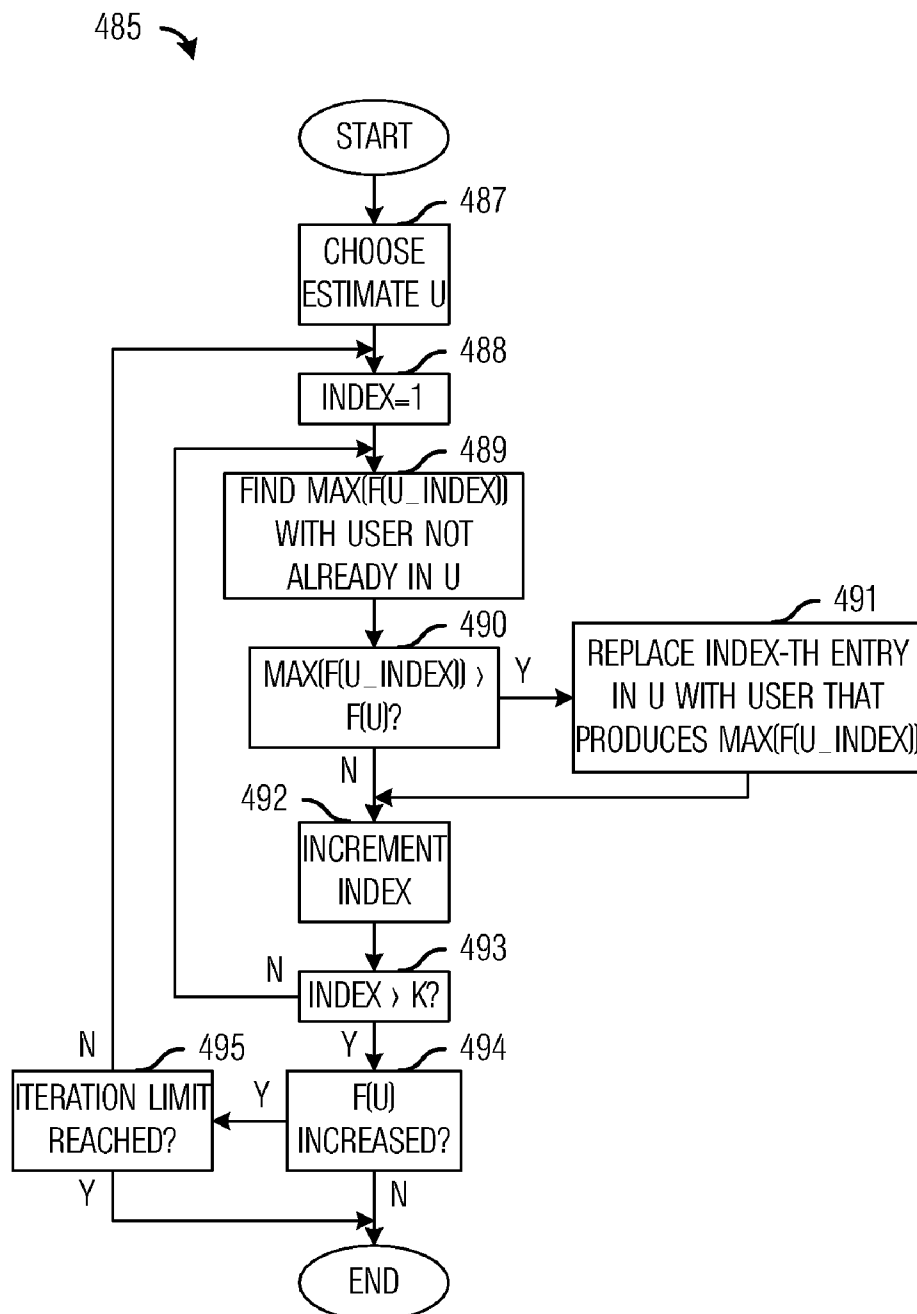 485
START
487
CHOOSE
ESTIMATE U
488
INDEX=1
489
FIND MAX(F(U_INDEX))
WITH USER NOT
ALREADY IN U
490
MAX(F(U_INDEX)) >
F(U)?
Y
N
491
REPLACE INDEX-TH ENTRY
IN U WITH USER THAT
PRODUCES MAX(F(U_INDEX))
492
INCREMENT
INDEX
493
INDEX > K?
N
Y
494
F(U)
INCREASED?
Y
N
495
ITERATION LIMIT
REACHED?
N
Y
END